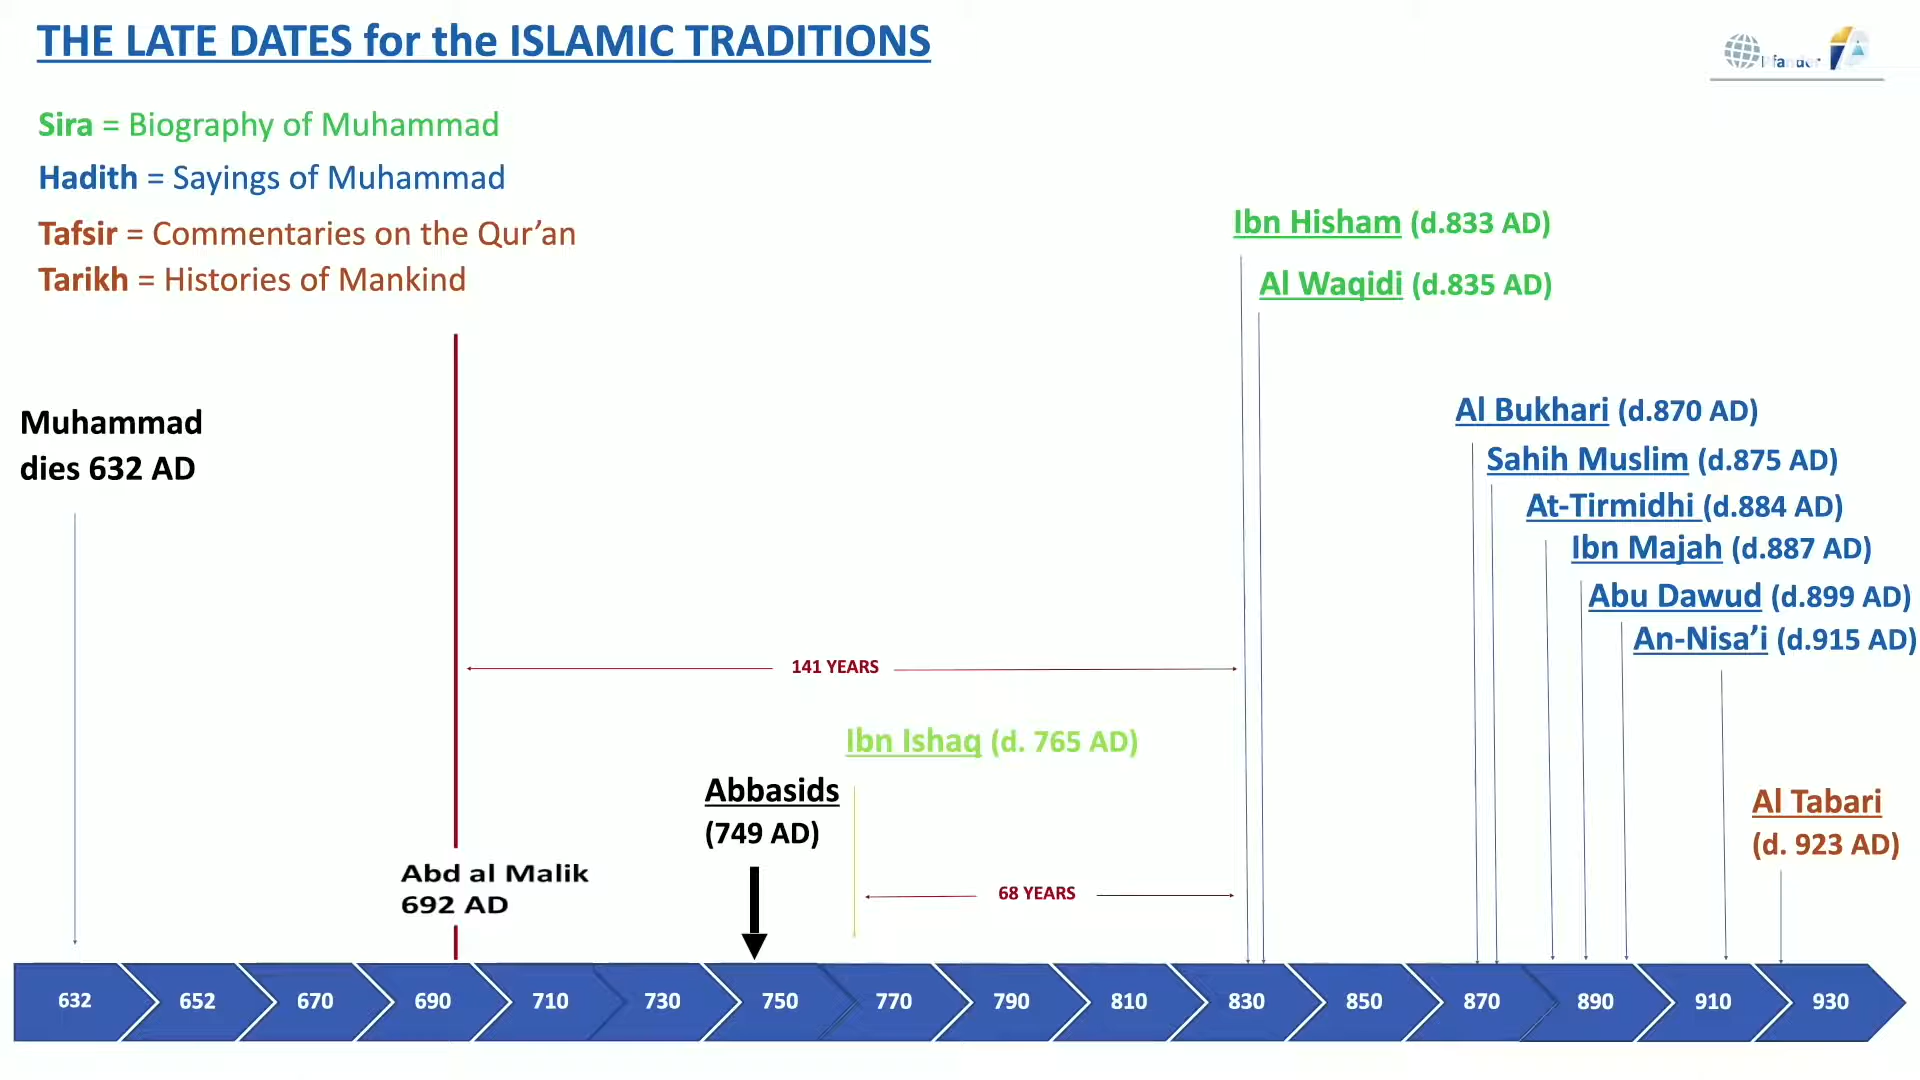 THE LATE DATES for the ISLAMIC TRADITIONS
Pfander
Sira = Biography of Muhammad
Hadith = Sayings of Muhammad
Tafsir = Commentaries on the Qur’an
Tarikh = Histories of Mankind
Ibn Hisham (d.833 AD)
Al Waqidi (d.835 AD)
Muhammad
dies 632 AD
Al Bukhari (d.870 AD)
Sahih Muslim (d.875 AD)
At-Tirmidhi (d.884 AD)
Ibn Majah (d.887 AD)
Abu Dawud (d.899 AD)
An-Nisa’i (d.915 AD)
141 YEARS
Ibn Ishaq (d. 765 AD)
Abbasids
(749 AD)
Al Tabari
(d. 923 AD)
Abd al Malik
692 AD
68 YEARS
632 652 670 690 710 730 750 770 790 810 830 850 870 890 910 930